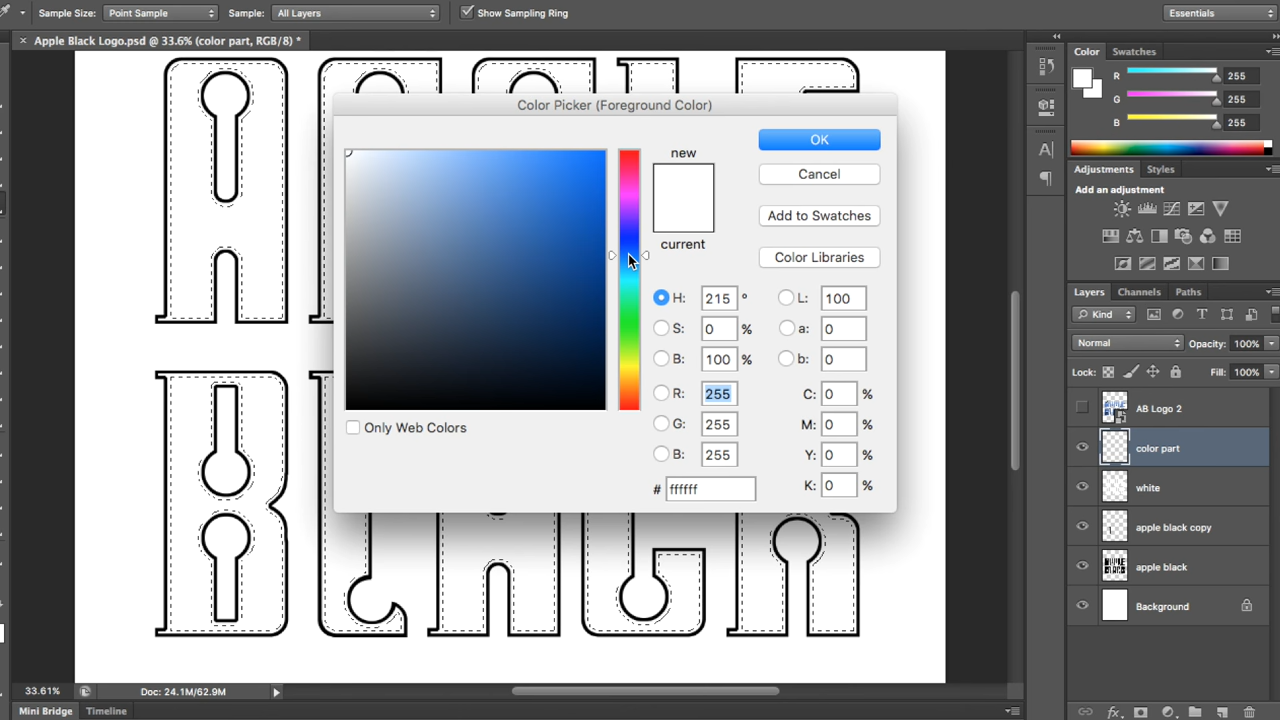 Sample Size: Point Sample Sample: All Layers Show Sampling Ring Essentials
× Apple Black Logo.psd @ 33.6% (color part, RGB/8) *
Color Swatches
R 255
G 255
B 255
Adjustments Styles
Add an adjustment
Layers Channels Paths
Kind
Normal Opacity: 100%
Lock: Fill: 100%
AB Logo 2
color part
white
apple black copy
apple black
Background
Color Picker (Foreground Color)
new
current
OK
Cancel
Add to Swatches
Color Libraries
H: 215 ° L: 100
S: 0 % a: 0
B: 100 % b: 0
R: 255 C: 0 %
G: 255 M: 0 %
B: 255 Y: 0 %
# ffffff K: 0 %
Only Web Colors
BLACK
33.61% Doc: 24.1M/62.9M
Mini Bridge Timeline